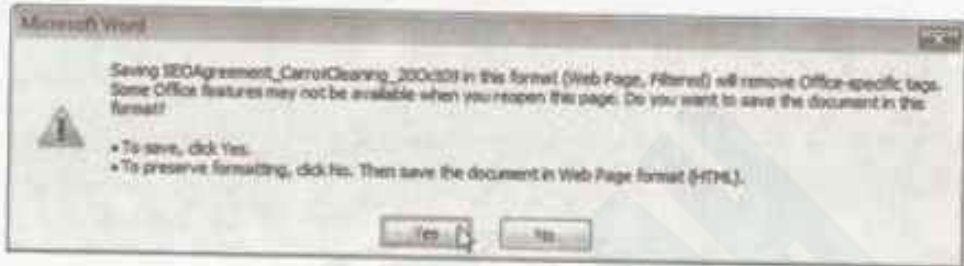 Microsoft Word
Saving SEOAgreement_CarrotCleaning_20Oct03 in this format (Web Page, Filtered) will remove Office-specific tags.
Some Office features may not be available when you reopen this page. Do you want to save the document in this
format?
• To save, click Yes.
• To preserve formatting, click No. Then save the document in Web Page format (HTML).
Yes No